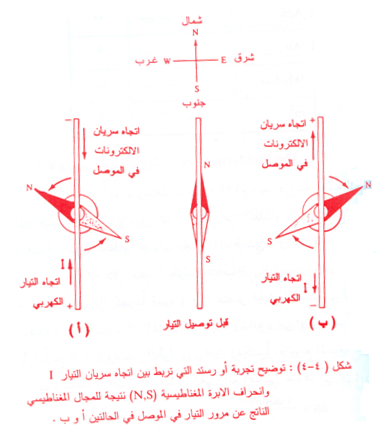 شمال
N
غرب W E شرق
S
جنوب
-
اتجاه سريان
الالكترونات
في الموصل
N
S
I
اتجاه التيار
الكهربي
+
(أ)
N
S
قبل توصيل التيار
+
اتجاه سريان
الالكترونات
في الموصل
N
S
اتجاه التيار
الكهربي I
-
(ب)
شكل (٤-٤) : توضيح تجربة أو رستد التي تربط بين اتجاه سريان التيار I
وانحراف الابرة المغناطيسية (N,S) نتيجة للمجال المغناطيسي
الناتج عن مرور التيار في الموصل في الحالتين أ و ب .